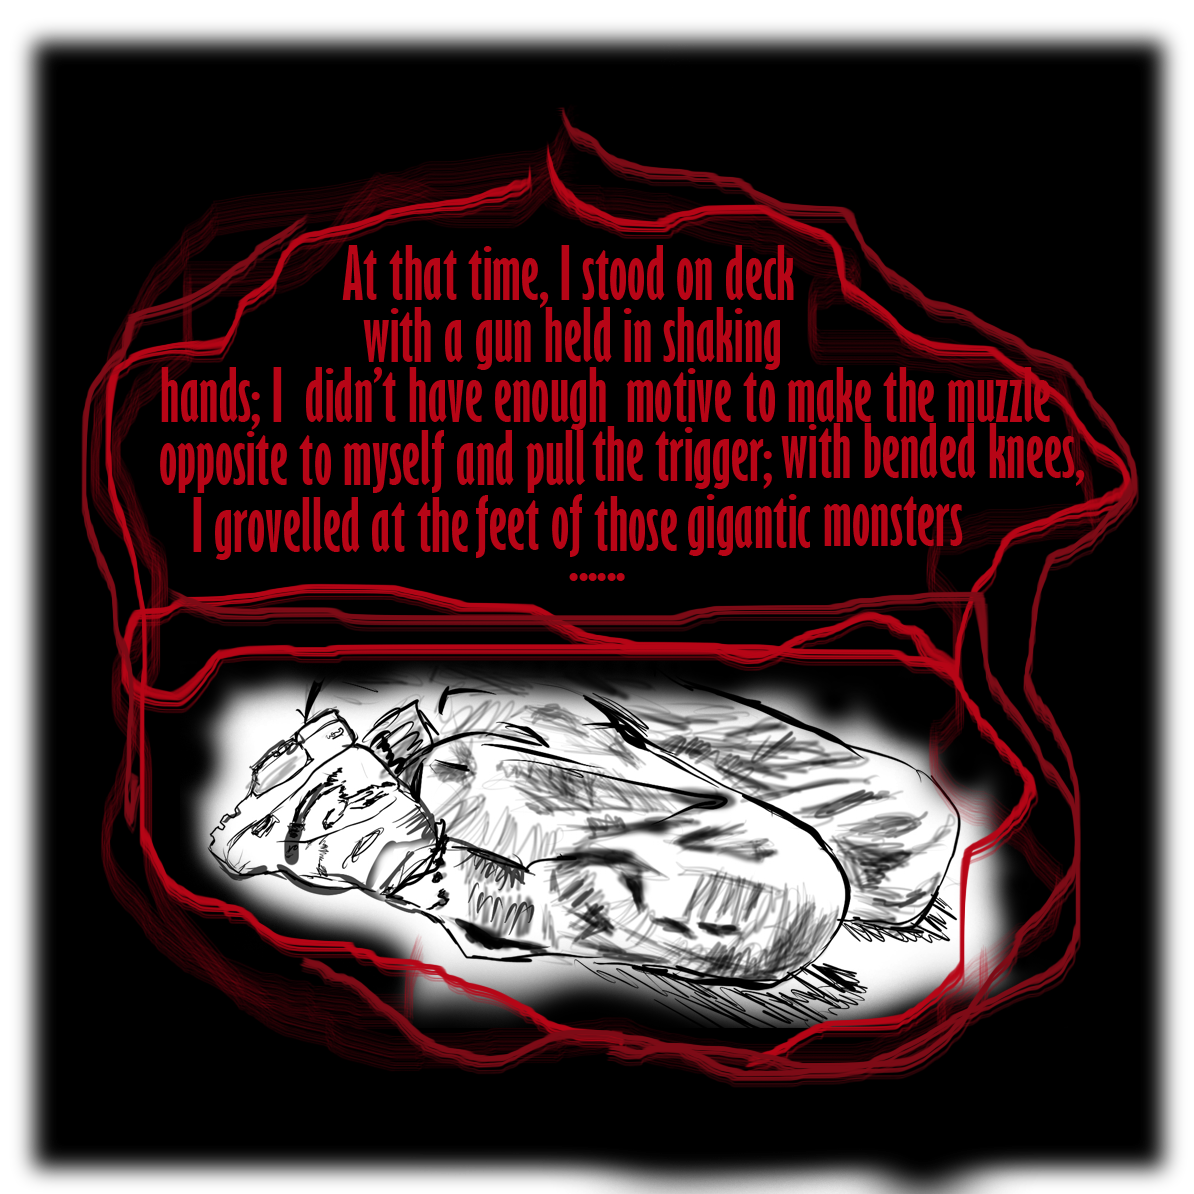 At that time, I stood on deck
with a gun held in shaking
hands; I didn't have enough motive to make the muzzle
opposite to myself and pull the trigger; with bended knees,
I grovelled at the feet of those gigantic monsters
......